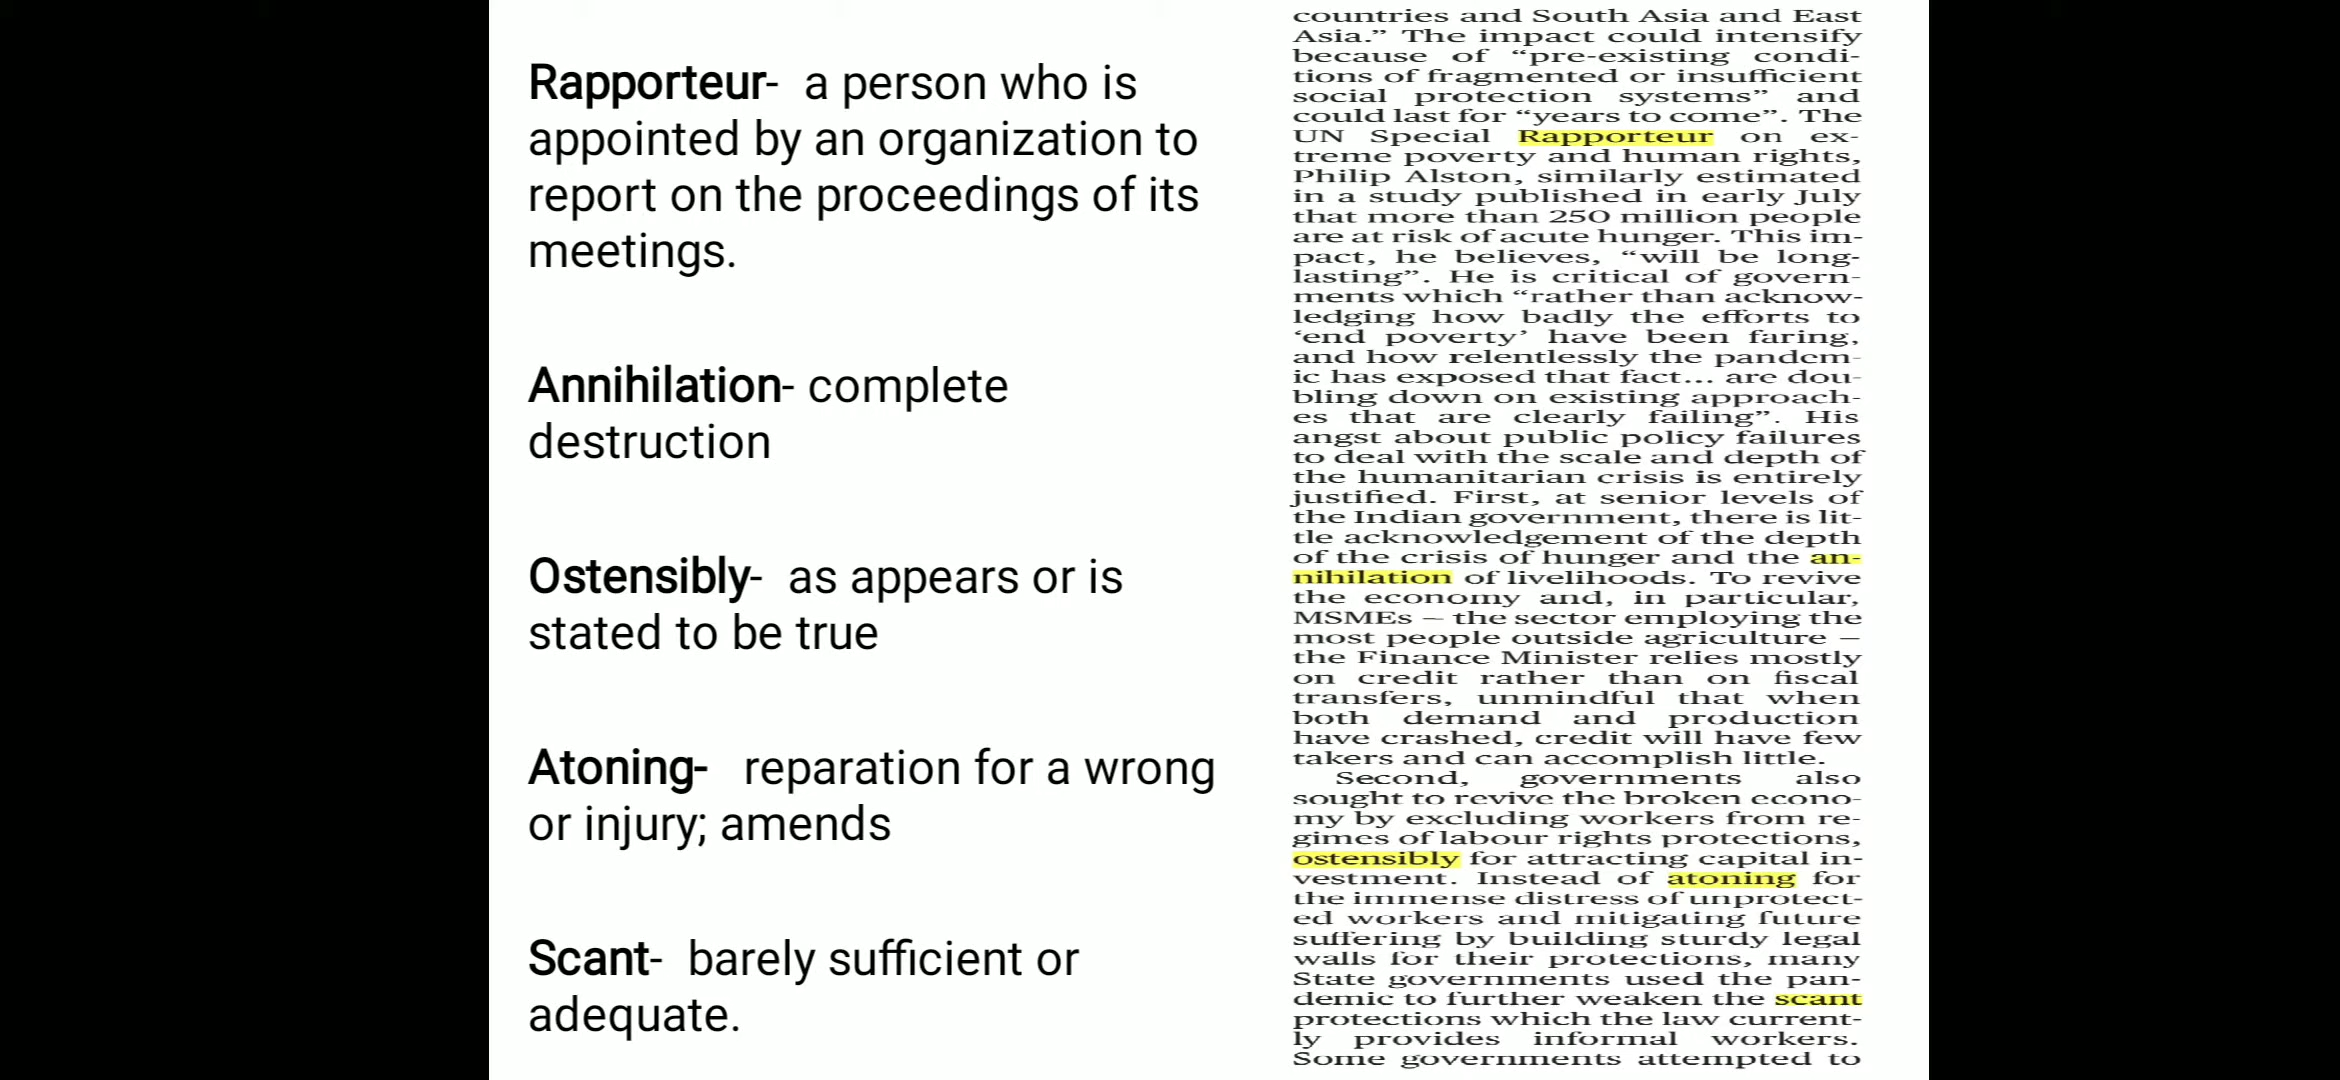 Rapporteur- a person who is
appointed by an organization to
report on the proceedings of its
meetings.
Annihilation- complete
destruction
Ostensibly- as appears or is
stated to be true
Atoning- reparation for a wrong
or injury; amends
Scant- barely sufficient or
adequate.
countries and South Asia and East
Asia.” The impact could intensify
because of “pre-existing condi-
tions of fragmented or insufficient
social protection systems” and
could last for “years to come”. The
UN Special Rapporteur on ex-
treme poverty and human rights,
Philip Alston, similarly estimated
in a study published in early July
that more than 250 million people
are at risk of acute hunger. This im-
pact, he believes, “will be long-
lasting”. He is critical of govern-
ments which “rather than acknow-
ledging how badly the efforts to
‘end poverty’ have been faring,
and how relentlessly the pandem-
ic has exposed that fact... are dou-
bling down on existing approach-
es that are clearly failing”. His
angst about public policy failures
to deal with the scale and depth of
the humanitarian crisis is entirely
justified. First, at senior levels of
the Indian government, there is lit-
tle acknowledgement of the depth
of the crisis of hunger and the an-
nihilation of livelihoods. To revive
the economy and, in particular,
MSMEs – the sector employing the
most people outside agriculture –
the Finance Minister relies mostly
on credit rather than on fiscal
transfers, unmindful that when
both demand and production
have crashed, credit will have few
takers and can accomplish little.
Second, governments also
sought to revive the broken econo-
my by excluding workers from re-
gimes of labour rights protections,
ostensibly for attracting capital in-
vestment. Instead of atoning for
the immense distress of unprotect-
ed workers and mitigating future
suffering by building sturdy legal
walls for their protections, many
State governments used the pan-
demic to further weaken the scant
protections which the law current-
ly provides informal workers.
Some governments attempted to